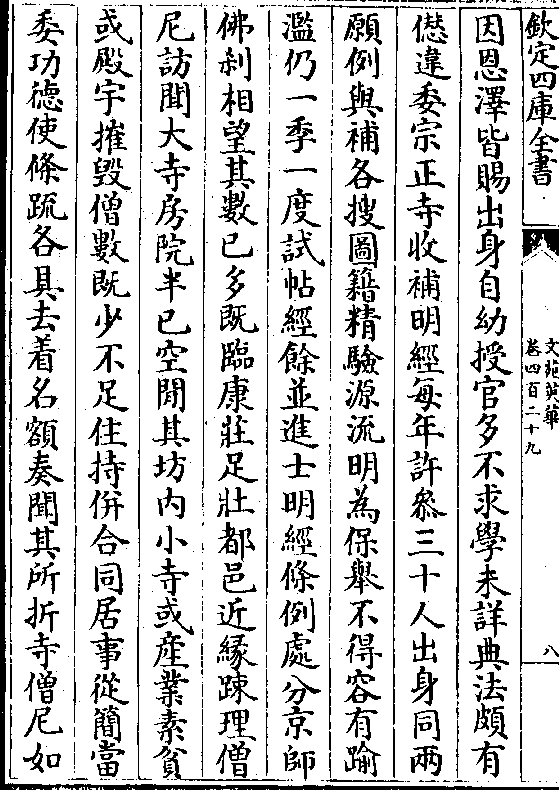 欽定四庫全書
文苑英華
卷四百二十九
八
因恩澤皆賜出身自幼授官多不求學未詳典法頗有
僁違委宗正寺收補明經每年許叅三十人出身同兩
願例與補各搜圖籍精驗源流明為保舉不得容有踰
濫仍一季一度試帖經餘並進士明經條例處分京師
佛刹相望其數已多既臨康莊足壯都邑近縁踈理僧
尼訪聞大寺房院半已空閒其坊内小寺或産業素貧
或殿宇摧毀僧數既少不足住持併合同居事從簡當
委功德使條疏各具去着名額奏聞其所折寺僧尼如